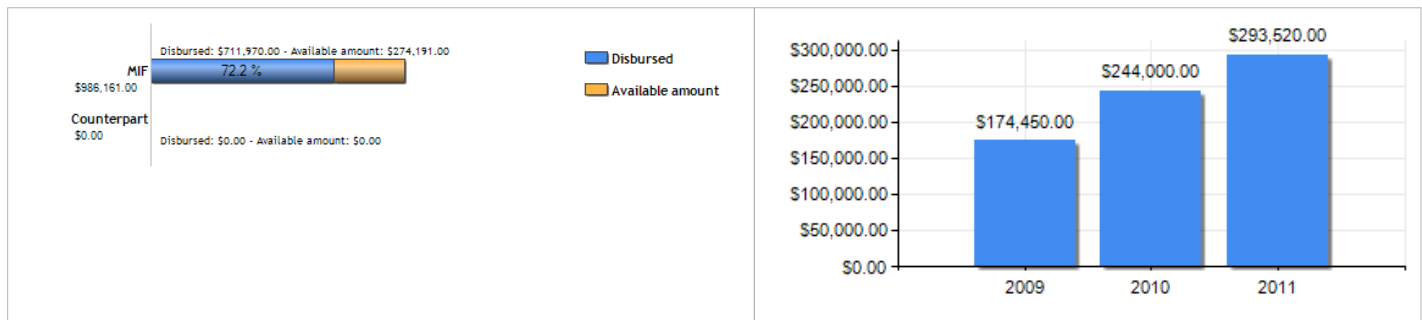 Disbursed: $711,970.00 - Available amount: $274,191.00
MIF
72.2 %
$986,161.00
Counterpart
$0.00
Disbursed: $0.00 - Available amount: $0.00
Disbursed
Available amount
$300,000.00
$250,000.00
$200,000.00
$150,000.00
$100,000.00
$50,000.00
$0.00
$174,450.00
$244,000.00
$293,520.00
2009
2010
2011